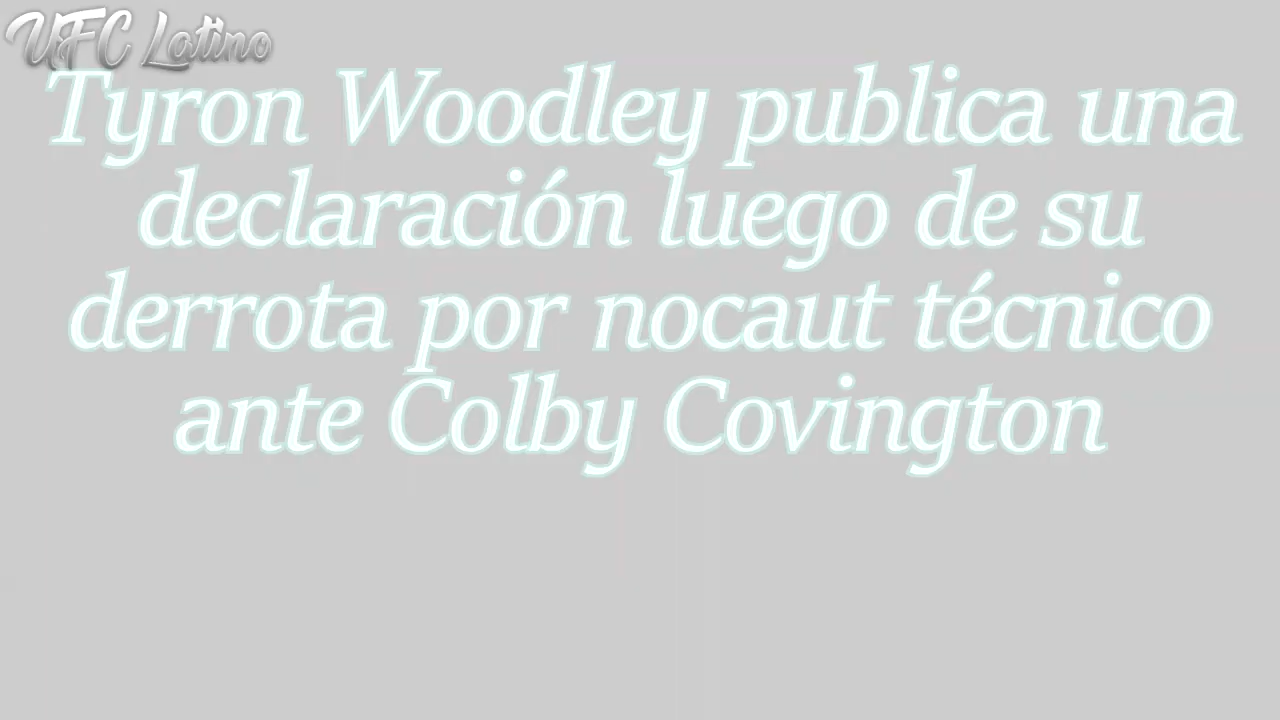 UFC Latino
Tyron Woodley publica una
declaración luego de su
derrota por nocaut técnico
ante Colby Covington